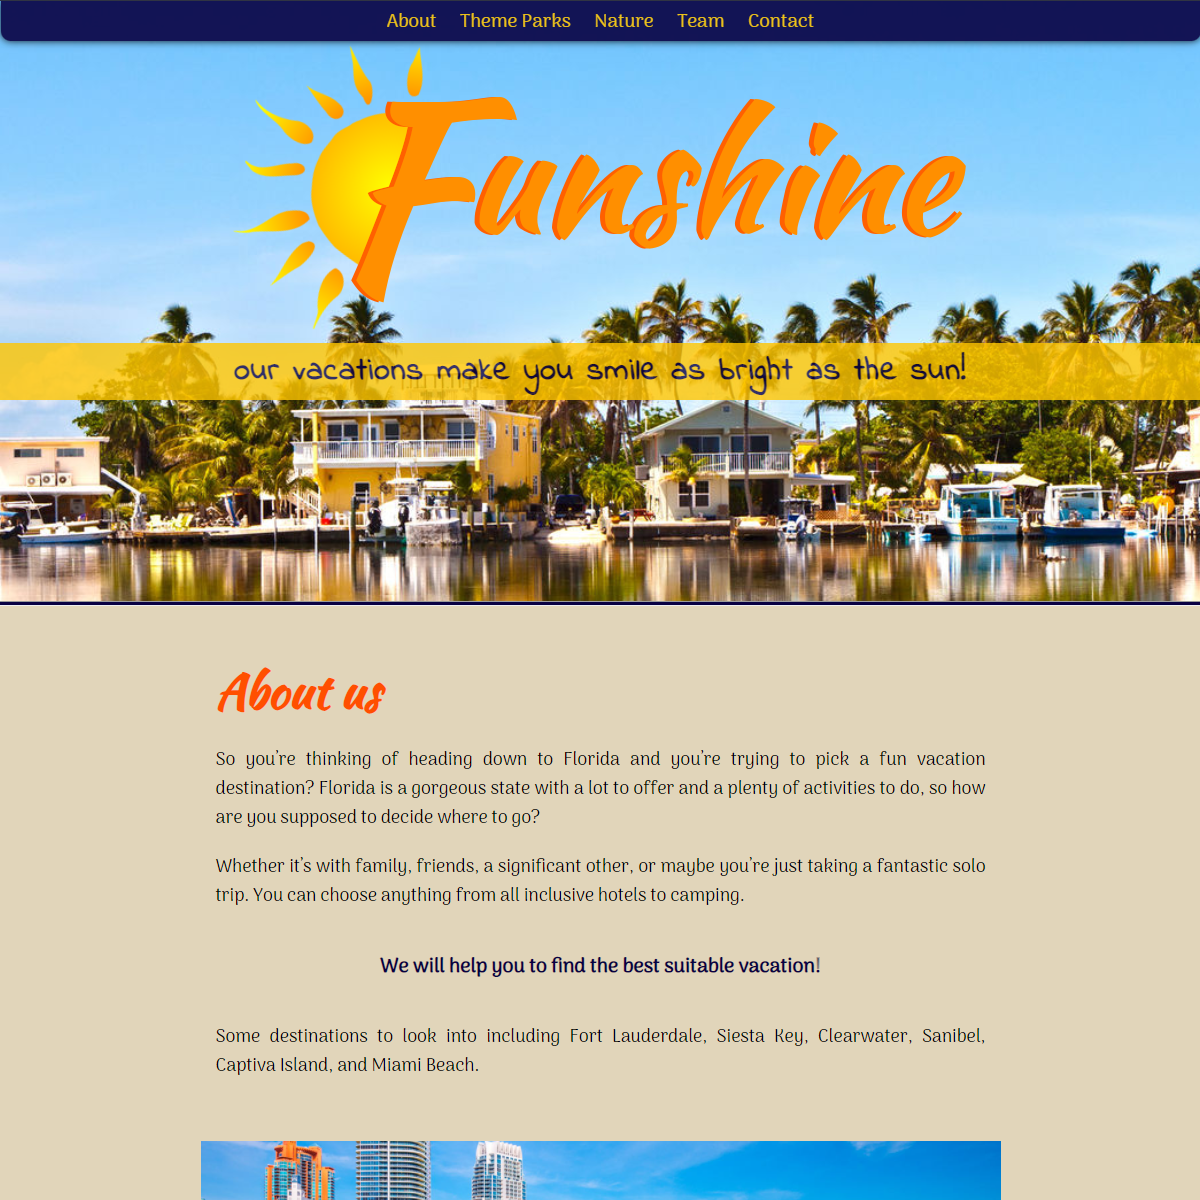 About Theme Parks Nature Team Contact
Funshine
our vacations make you smile as bright as the sun!
About us
So you’re thinking of heading down to Florida and you’re trying to pick a fun vacation
destination? Florida is a gorgeous state with a lot to offer and a plenty of activities to do, so how
are you supposed to decide where to go?
Whether it’s with family, friends, a significant other, or maybe you’re just taking a fantastic solo
trip. You can choose anything from all inclusive hotels to camping.
We will help you to find the best suitable vacation!
Some destinations to look into including Fort Lauderdale, Siesta Key, Clearwater, Sanibel,
Captiva Island, and Miami Beach.